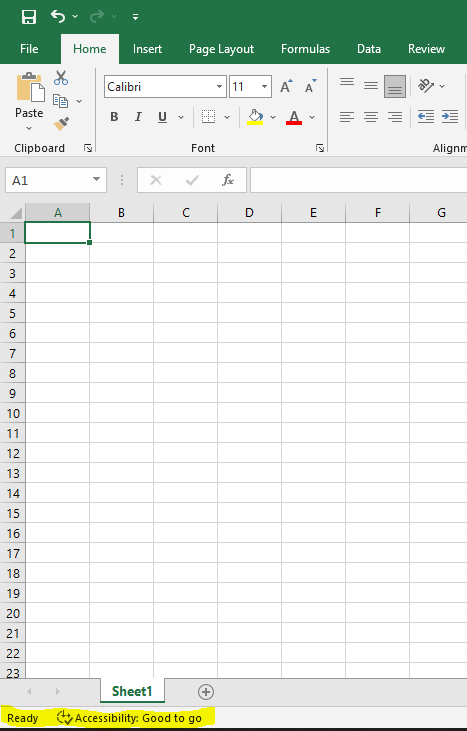 File Home Insert Page Layout Formulas Data Review
Calibri 11 A A
Paste B I U A
Clipboard Font Alignm
A1 fx
A B C D E F G
1
2
3
4
5
6
7
8
9
10
11
12
13
14
15
16
17
18
19
20
21
22
23
Sheet1
Ready Accessibility: Good to go